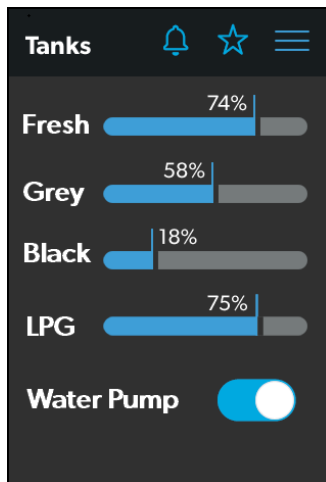 Tanks
74%
Fresh
58%
Grey
18%
Black
75%
LPG
Water Pump